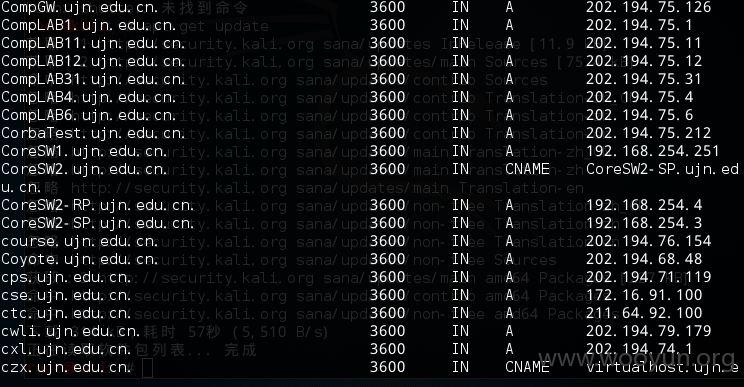 CompGW.ujn.edu.cn. 3600 IN A 202.194.75.126
CompLAB1.ujn.edu.cn. 3600 IN A 202.194.75.1
CompLAB11.ujn.edu.cn. 3600 IN A 202.194.75.11
CompLAB12.ujn.edu.cn. 3600 IN A 202.194.75.12
CompLAB31.ujn.edu.cn. 3600 IN A 202.194.75.31
CompLAB4.ujn.edu.cn. 3600 IN A 202.194.75.4
CompLAB6.ujn.edu.cn. 3600 IN A 202.194.75.6
CorbaTest.ujn.edu.cn. 3600 IN A 202.194.75.212
CoreSW1.ujn.edu.cn. 3600 IN A 192.168.254.251
CoreSW2.ujn.edu.cn. 3600 IN CNAME CoreSW2-SP.ujn.ed
u.cn.
CoreSW2-RP.ujn.edu.cn. 3600 IN A 192.168.254.4
CoreSW2-SP.ujn.edu.cn. 3600 IN A 192.168.254.3
course.ujn.edu.cn. 3600 IN A 202.194.76.154
Coyote.ujn.edu.cn. 3600 IN A 202.194.68.48
cps.ujn.edu.cn. 3600 IN A 202.194.71.119
cse.ujn.edu.cn. 3600 IN A 172.16.91.100
ctc.ujn.edu.cn. 3600 IN A 211.64.92.100
cwli.ujn.edu.cn. 3600 IN A 202.194.79.179
cxl.ujn.edu.cn. 3600 IN A 202.194.74.1
czx.ujn.edu.cn. 3600 IN CNAME virtualhost.ujn.e
www.wooyun.org